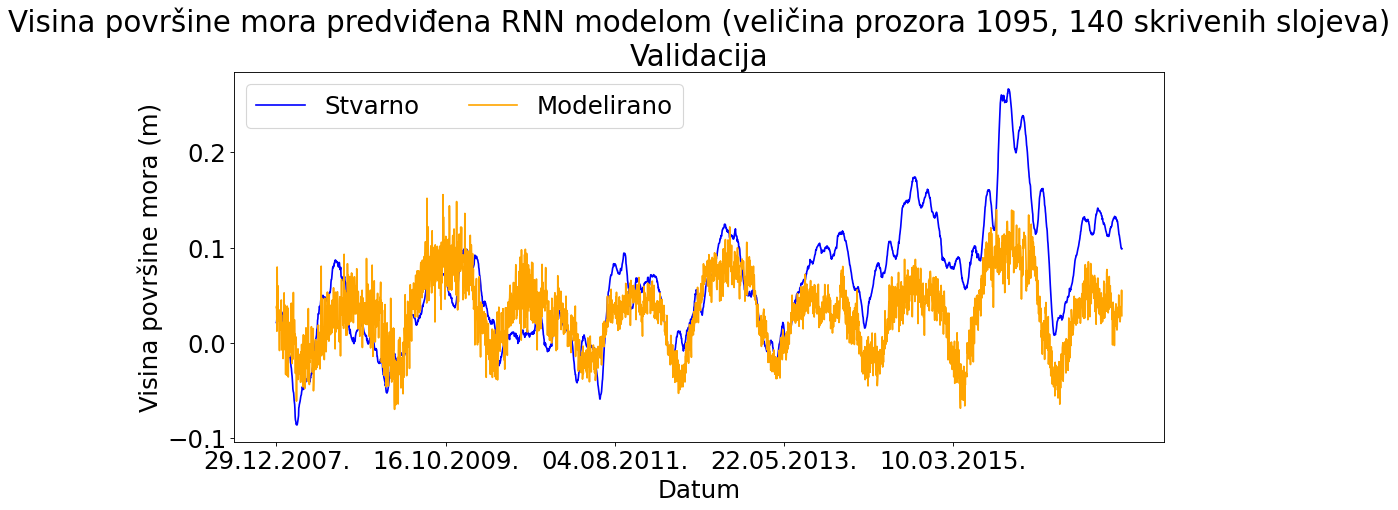 Visina površine mora predviđena RNN modelom (veličina prozora 1095, 140 skrivenih slojeva)
Validacija
Stvarno
Modelirano
Visina površine mora (m)
0.2
0.1
0.0
−0.1
29.12.2007.
16.10.2009.
04.08.2011.
22.05.2013.
10.03.2015.
Datum